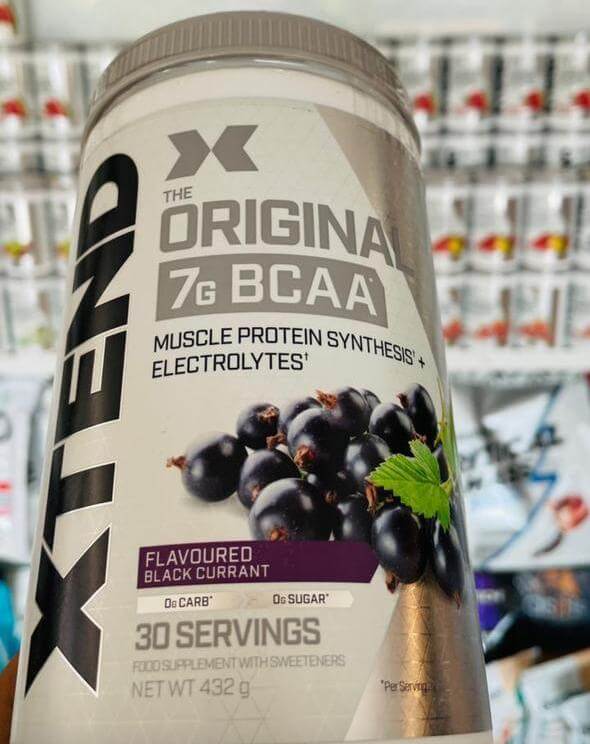 XTEND
THE
ORIGINAL
7G BCAA*
MUSCLE PROTEIN SYNTHESIS† +
ELECTROLYTES†
FLAVOURED
BLACK CURRANT
0G CARB* 0G SUGAR*
30 SERVINGS
FOOD SUPPLEMENT WITH SWEETENERS
NET WT 432 g
*Per Serving